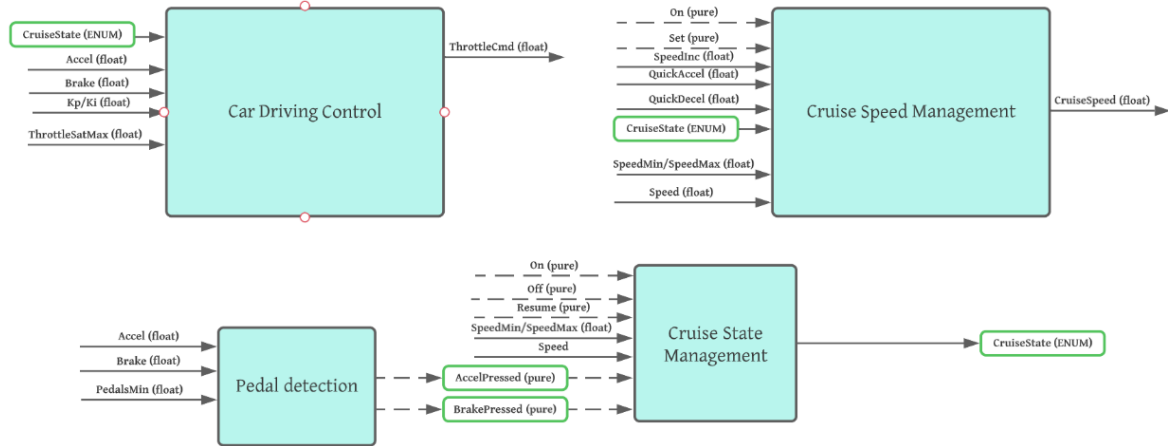 CruiseState (ENUM)
Accel (float)
Brake (float)
Kp/Ki (float)
ThrottleSatMax (float)
Car Driving Control
ThrottleCmd (float)
On (pure)
Set (pure)
SpeedInc (float)
QuickAccel (float)
QuickDecel (float)
CruiseState (ENUM)
SpeedMin/SpeedMax (float)
Speed (float)
Cruise Speed Management
CruiseSpeed (float)
Accel (float)
Brake (float)
PedalsMin (float)
Pedal detection
On (pure)
Off (pure)
Resume (pure)
SpeedMin/SpeedMax (float)
Speed
AccelPressed (pure)
BrakePressed (pure)
Cruise State
Management
CruiseState (ENUM)